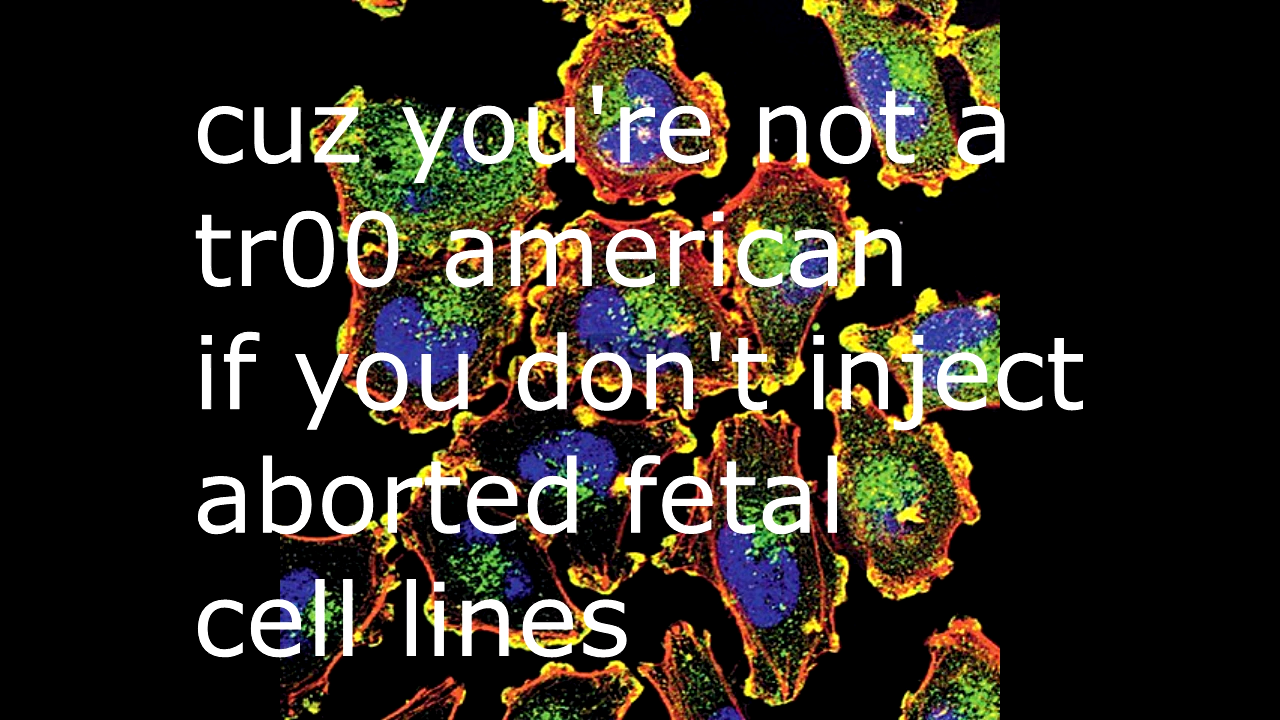 cuz you're not a
tr00 american
if you don't inject
aborted fetal
cell lines